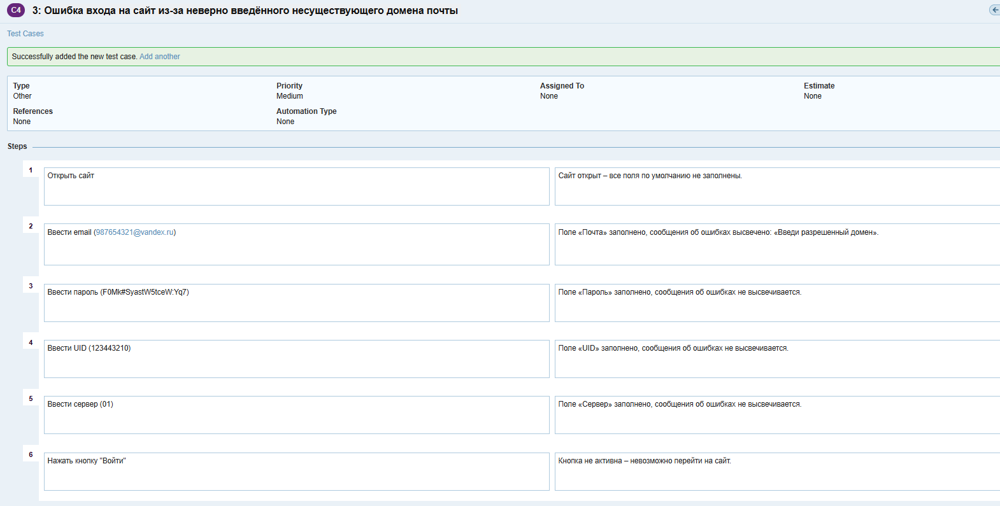 C4 3: Ошибка входа на сайт из-за неверно введённого несуществующего домена почты
Test Cases
Successfully added the new test case. Add another
Type Priority Assigned To Estimate
Other Medium None None
References Automation Type
None None
Steps
1 Открыть сайт Сайт открыт – все поля по умолчанию не заполнены.
2 Ввести email (987654321@vandex.ru) Поле «Почта» заполнено, сообщения об ошибках высвечено: «Введи разрешенный домен».
3 Ввести пароль (F0Mk#SyastW5tceW:Yq7) Поле «Пароль» заполнено, сообщения об ошибках не высвечивается.
4 Ввести UID (123443210) Поле «UID» заполнено, сообщения об ошибках не высвечивается.
5 Ввести сервер (01) Поле «Сервер» заполнено, сообщения об ошибках не высвечивается.
6 Нажать кнопку "Войти" Кнопка не активна – невозможно перейти на сайт.